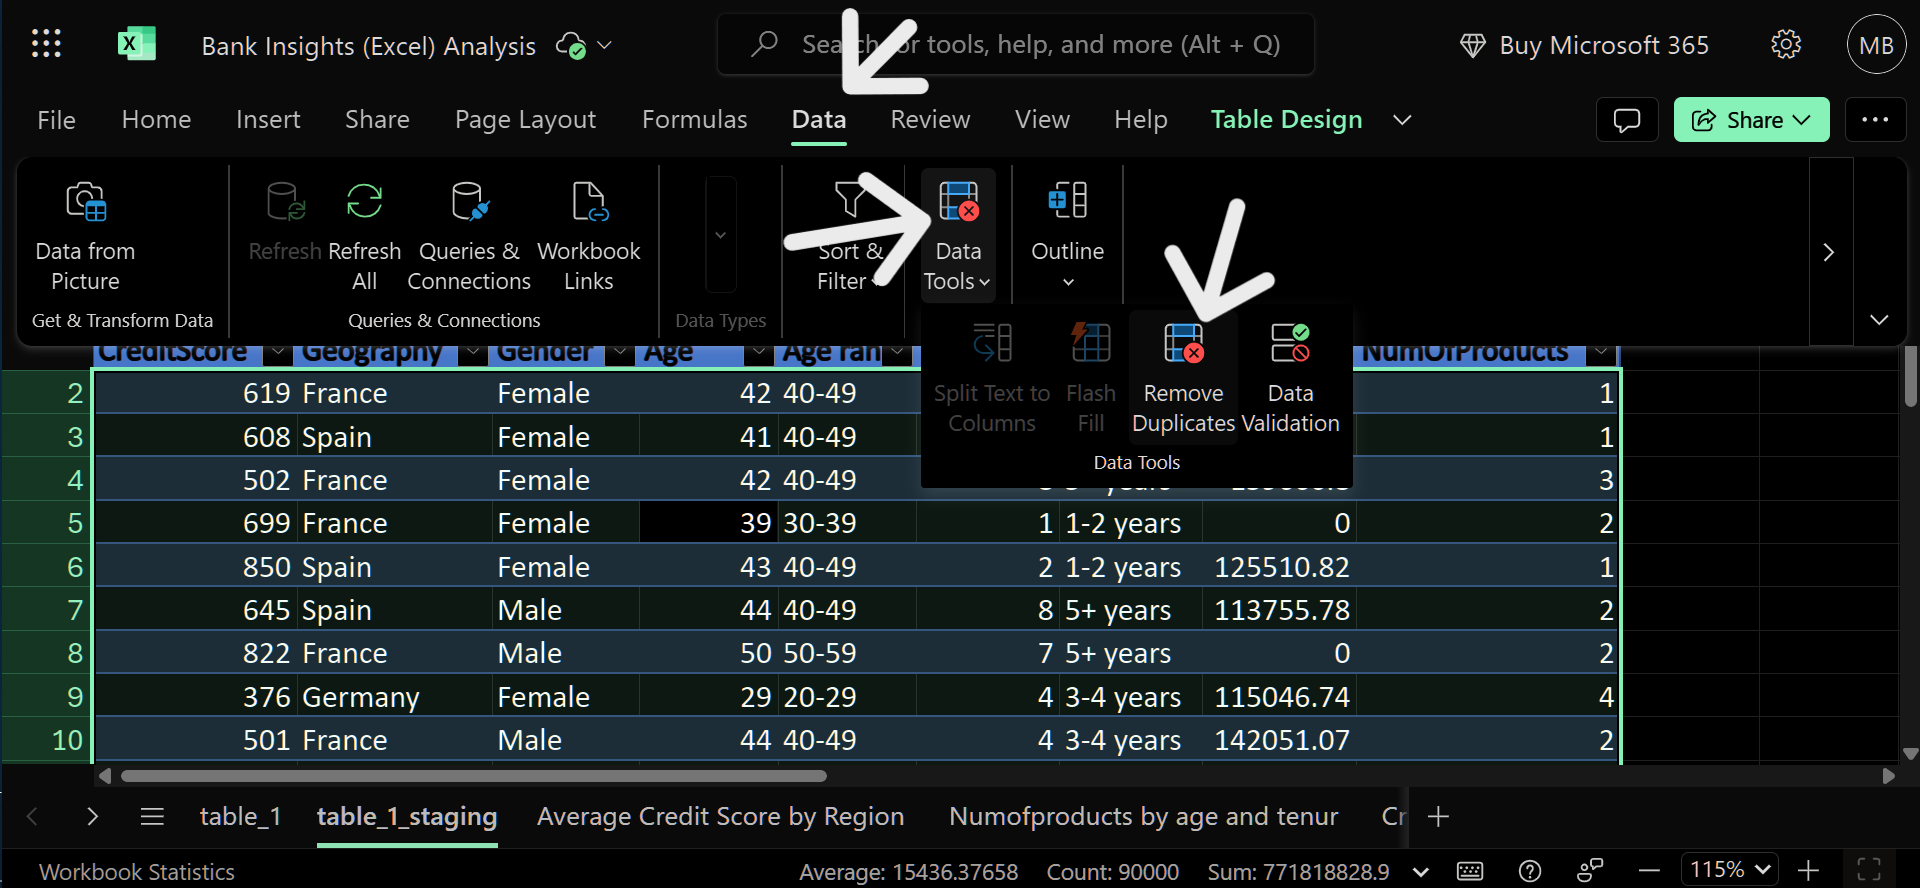 Bank Insights (Excel) Analysis
Search for tools, help, and more (Alt + Q)
Buy Microsoft 365
MB
File Home Insert Share Page Layout Formulas Data Review View Help Table Design
Share
Data from Picture
Refresh
Refresh All
Queries & Connections
Workbook Links
Sort & Filter
Data Tools
Outline
Get & Transform Data
Queries & Connections
Data Types
Split Text to Columns
Flash Fill
Remove Duplicates
Data Validation
Data Tools
CreditScore Geography Gender Age Age ran NumOfProducts
2 619 France Female 42 40-49 1
3 608 Spain Female 41 40-49 1
4 502 France Female 42 40-49 years 3
5 699 France Female 39 30-39 1 1-2 years 0 2
6 850 Spain Female 43 40-49 2 1-2 years 125510.82 1
7 645 Spain Male 44 40-49 8 5+ years 113755.78 2
8 822 France Male 50 50-59 7 5+ years 0 2
9 376 Germany Female 29 20-29 4 3-4 years 115046.74 4
10 501 France Male 44 40-49 4 3-4 years 142051.07 2
table_1 table_1_staging Average Credit Score by Region Numofproducts by age and tenur Cr
Workbook Statistics Average: 15436.37658 Count: 90000 Sum: 771818828.9 115%